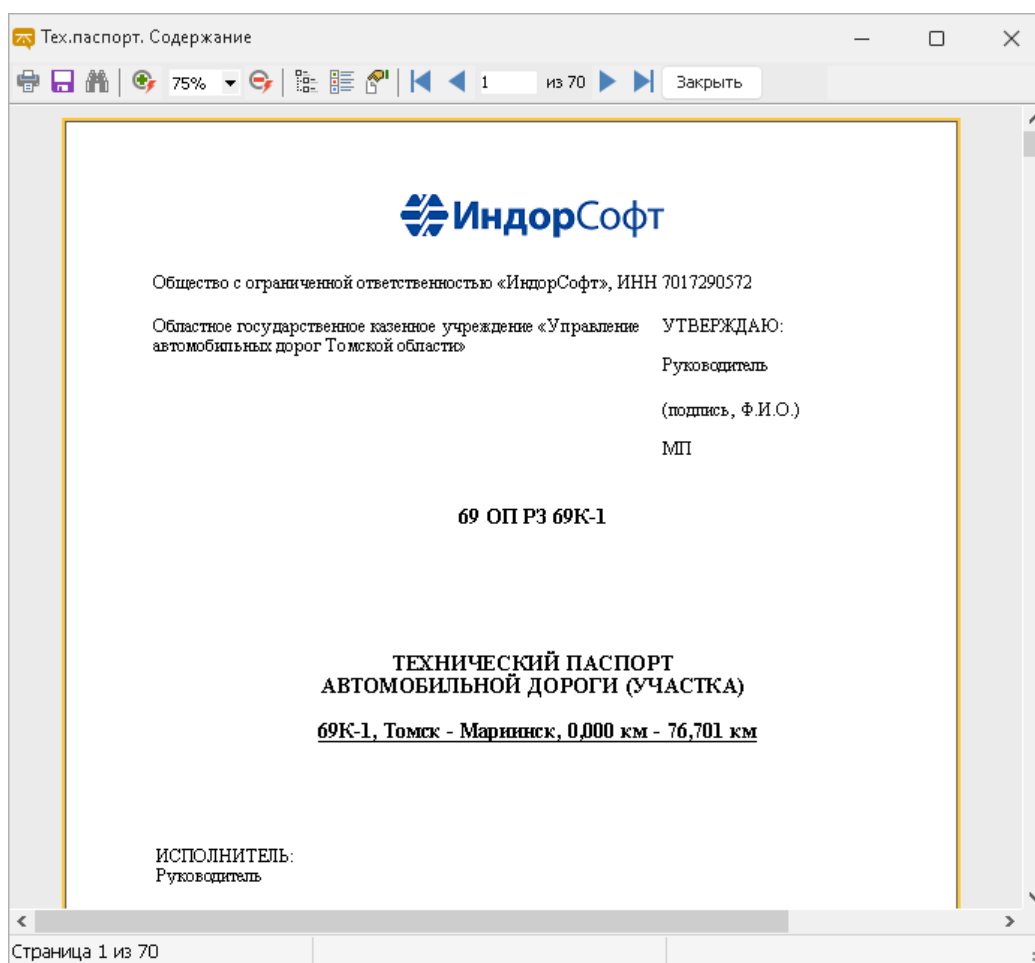 Тех.паспорт. Содержание
75% 1 из 70 Закрыть
ИндорСофт
Общество с ограниченной ответственностью «ИндорСофт», ИНН 7017290572
Областное государственное казенное учреждение «Управление
автомобильных дорог Томской области»
УТВЕРЖДАЮ:
Руководитель
(подпись, Ф.И.О.)
МП
69 ОП РЗ 69К-1
ТЕХНИЧЕСКИЙ ПАСПОРТ
АВТОМОБИЛЬНОЙ ДОРОГИ (УЧАСТКА)
69К-1, Томск - Мариинск, 0,000 км - 76,701 км
ИСПОЛНИТЕЛЬ:
Руководитель
Страница 1 из 70